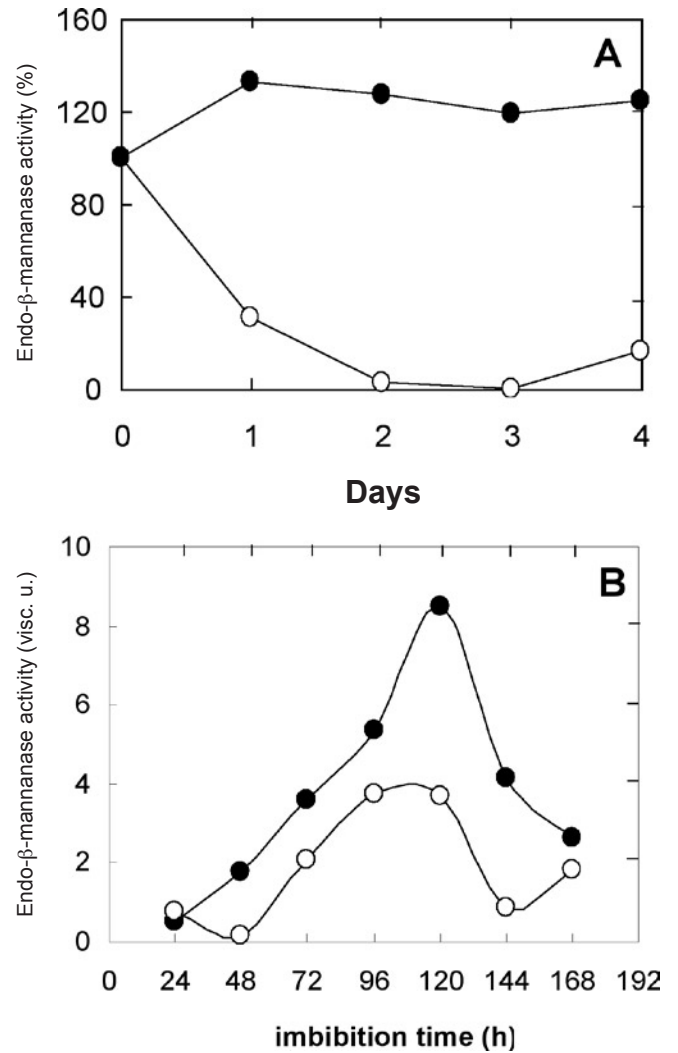 160
A
120
80
40
0
Endo-β-mannanase activity (%)
0 1 2 3 4
Days
10
B
8
6
4
2
0
Endo-β-mannanase activity (visc. u.)
0 24 48 72 96 120 144 168 192
imbibition time (h)